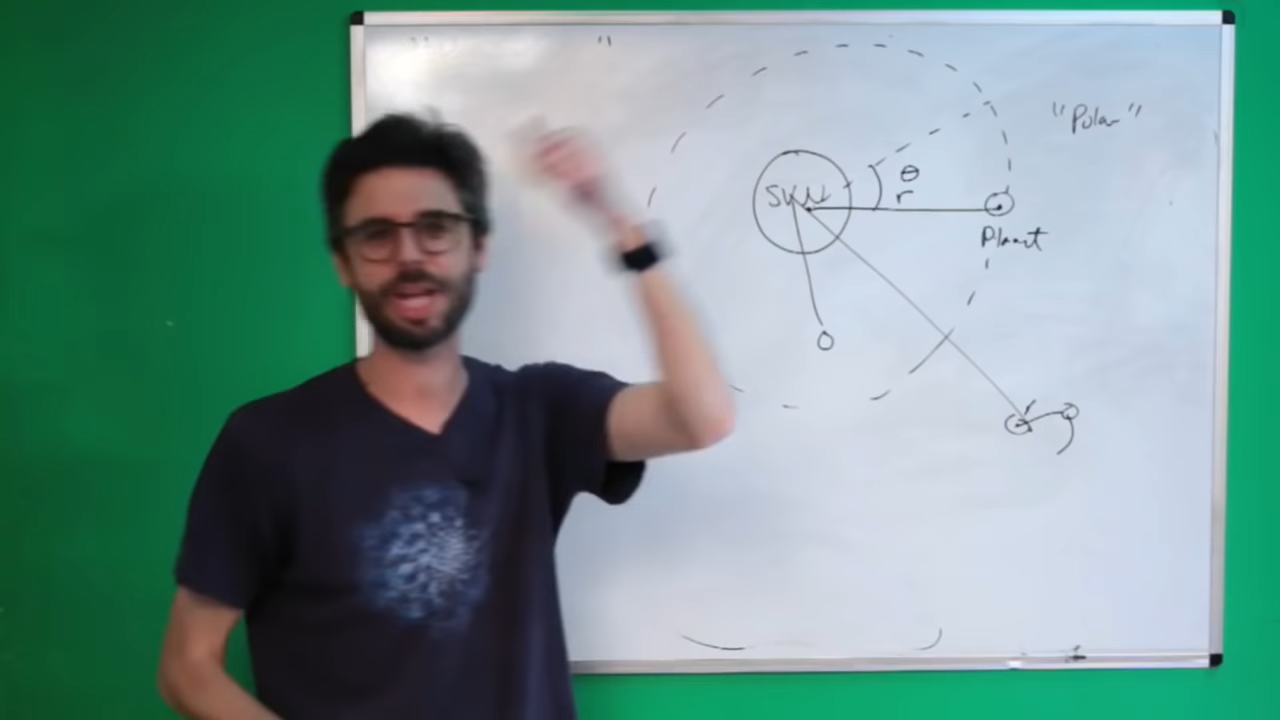 "Polar"
θ
sun r
Planet